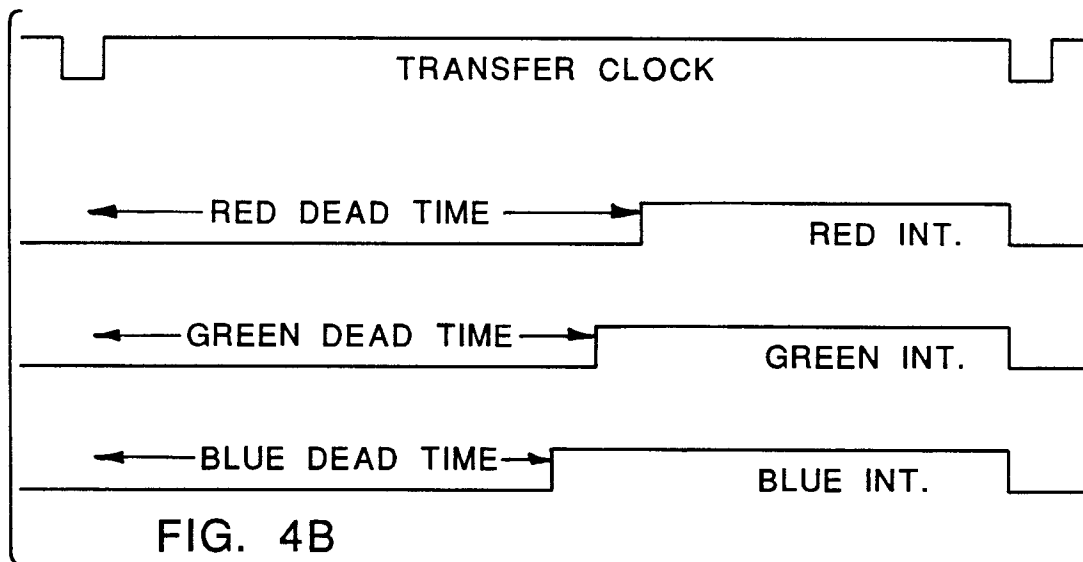 TRANSFER CLOCK
RED DEAD TIME
RED INT.
GREEN DEAD TIME
GREEN INT.
BLUE DEAD TIME
BLUE INT.
FIG. 4B